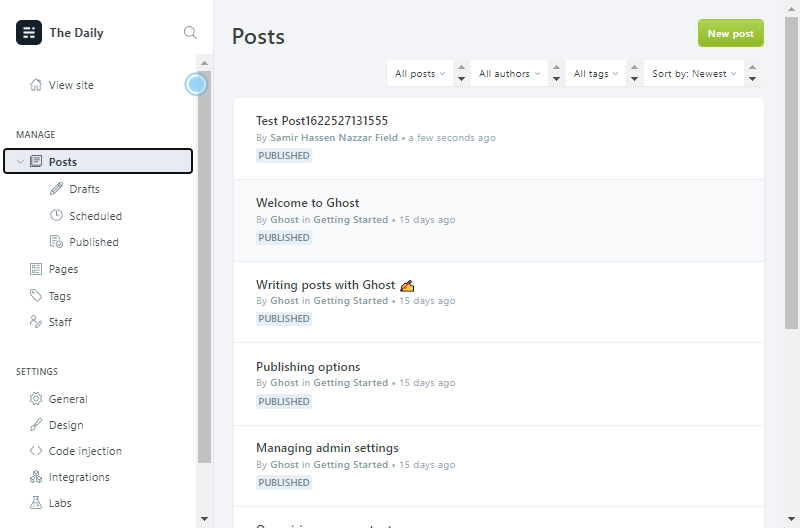 The Daily
View site
MANAGE
Posts
Drafts
Scheduled
Published
Pages
Tags
Staff
SETTINGS
General
Design
Code injection
Integrations
Labs
Posts
New post
All posts
All authors
All tags
Sort by: Newest
Test Post1622527131555
By Samir Hassen Nazzar Field • a few seconds ago
PUBLISHED
Welcome to Ghost
By Ghost in Getting Started • 15 days ago
PUBLISHED
Writing posts with Ghost ✍️
By Ghost in Getting Started • 15 days ago
PUBLISHED
Publishing options
By Ghost in Getting Started • 15 days ago
PUBLISHED
Managing admin settings
By Ghost in Getting Started • 15 days ago
PUBLISHED